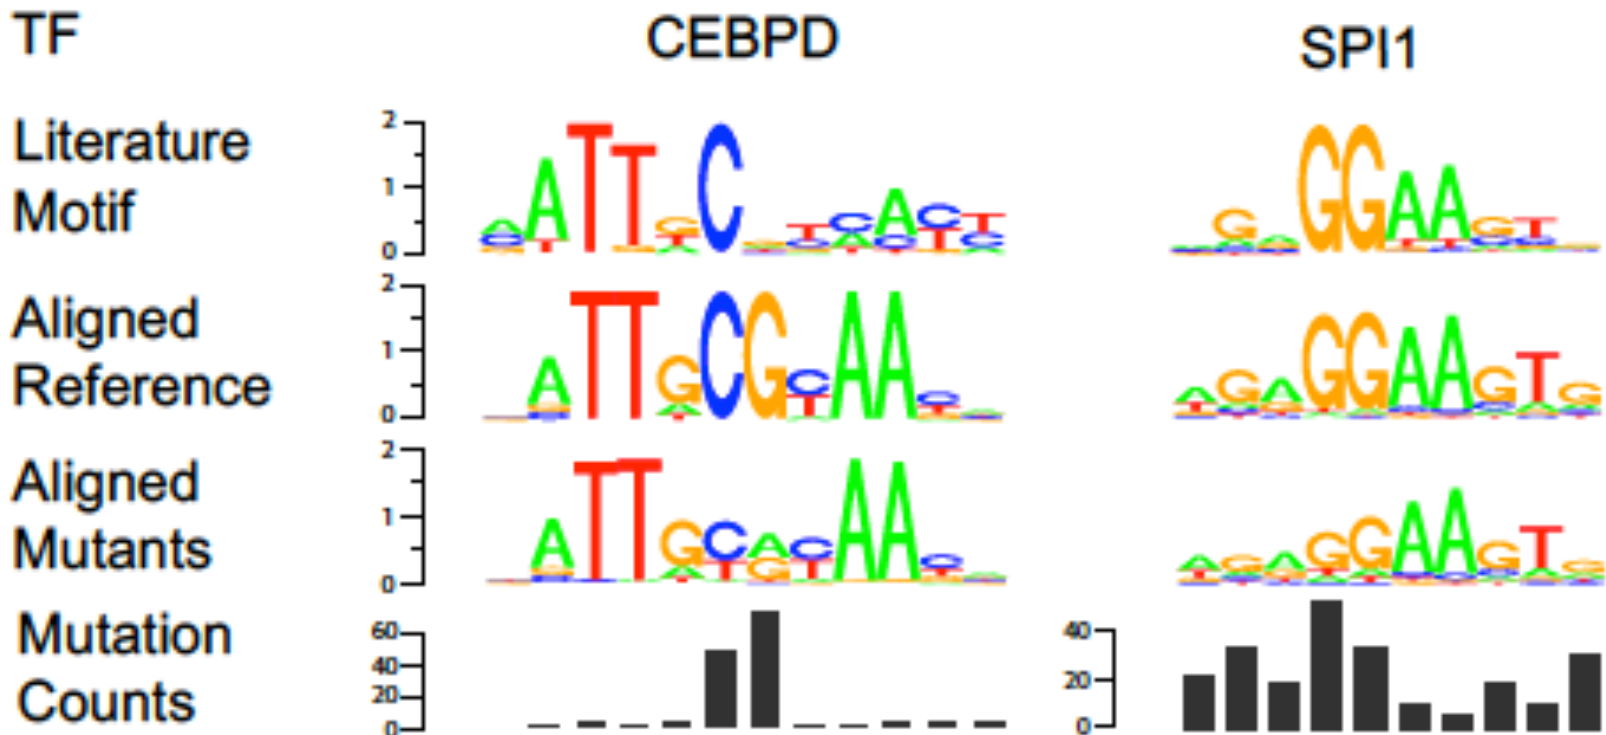 TF CEBPD SPI1
Literature
Motif
2
1
0
Aligned
Reference
2
1
0
Aligned
Mutants
2
1
0
Mutation
Counts
60
40
20
0
40
20
0